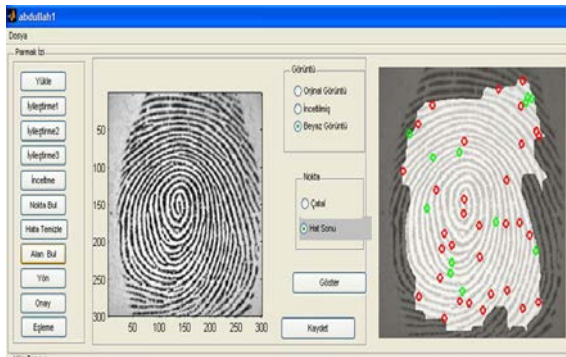 abdullah1
Dosya
Parmak İzi
Yükle
İyileştirme1
İyileştirme2
İyileştirme3
İnceltme
Nokta Bul
Hata Temizle
Alan Bul
Yön
Onay
Eşleme
50
100
150
200
250
300
50 100 150 200 250 300
Görüntü
Orjinal Görüntü
İnceltilmiş
Beyaz Görüntü
Nokta
Çatal
Hat Sonu
Göster
Kaydet